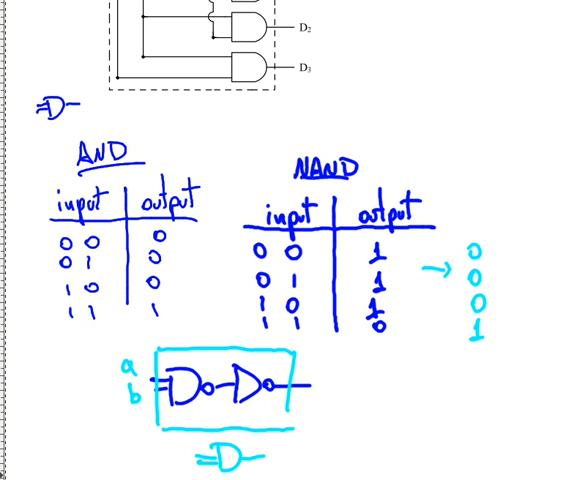 D₂
D₃
AND
NAND
input output
input output
0 0 0
0 1 0
1 0 0
1 1 1
0 0 1 → 0
0 1 1 0
1 0 1 0
1 1 0 1
a
b